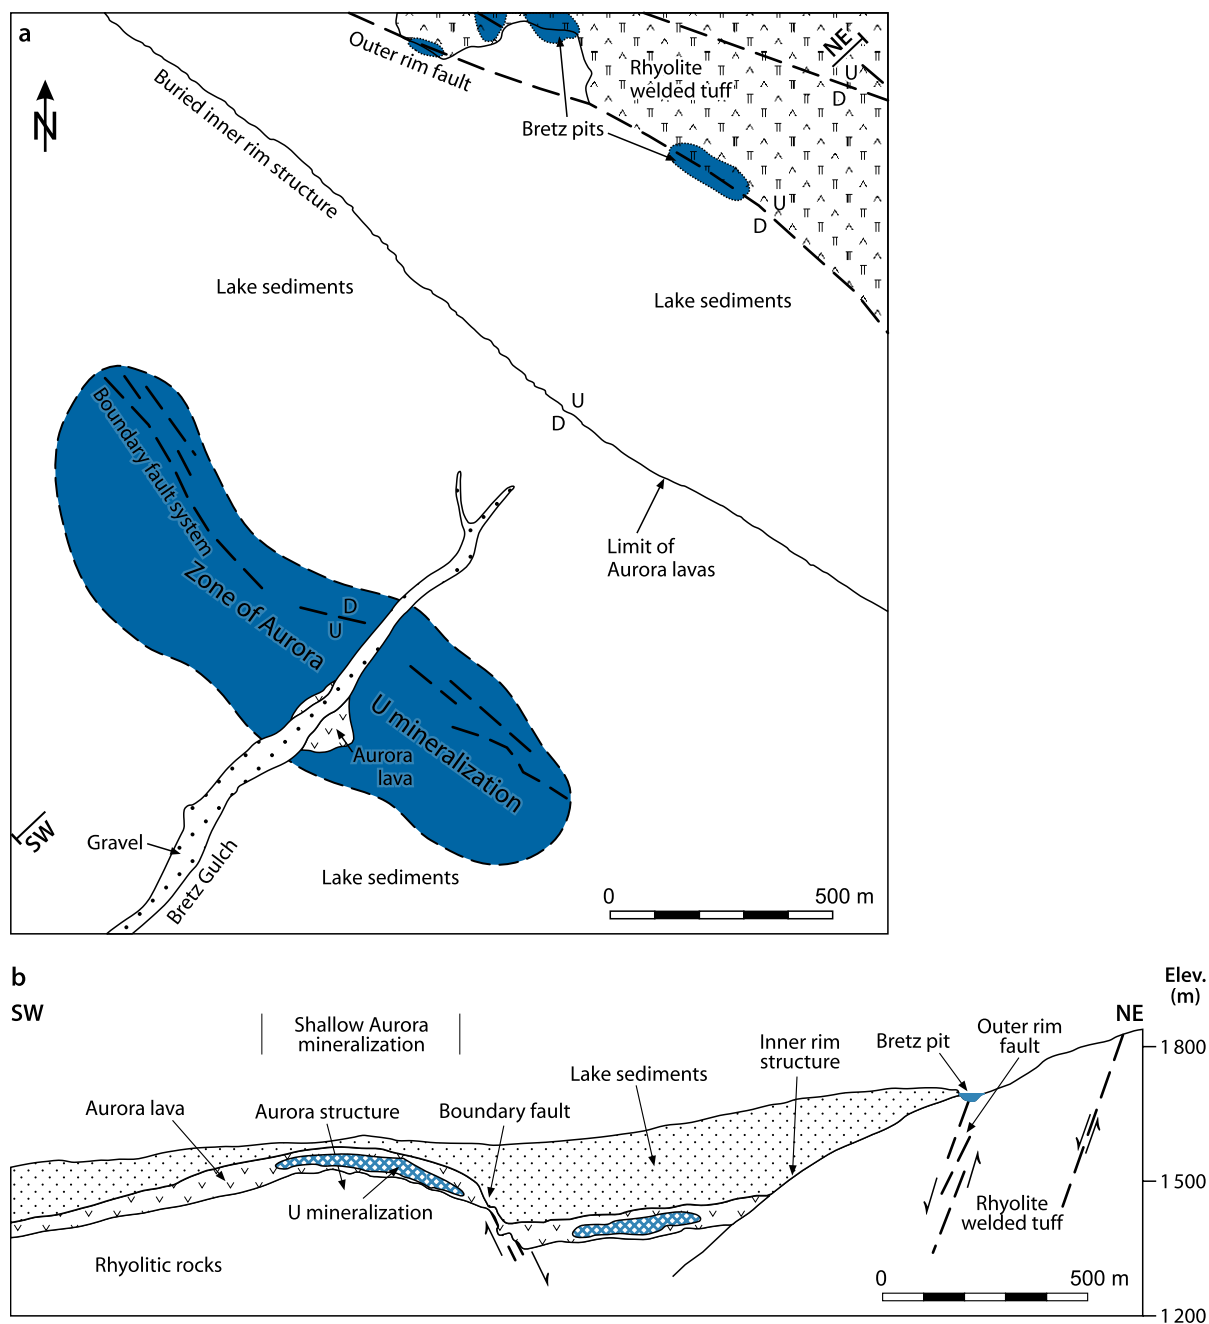 a
N
Outer rim fault
Buried inner rim structure
Rhyolite
welded tuff
NE
U
D
Bretz pits
U
D
Lake sediments
Lake sediments
U
D
Boundary fault system
Limit of
Aurora lavas
Zone of Aurora
D
U
U mineralization
Aurora
lava
SW
Gravel
Bretz Gulch
Lake sediments
0 500 m
b
SW
NE
Elev.
(m)
Shallow Aurora
mineralization
Outer rim
fault
Bretz pit
Inner rim
structure
1 800
Lake sediments
Aurora lava
Aurora structure
Boundary fault
1 500
U mineralization
Rhyolite
welded tuff
Rhyolitic rocks
0 500 m
1 200